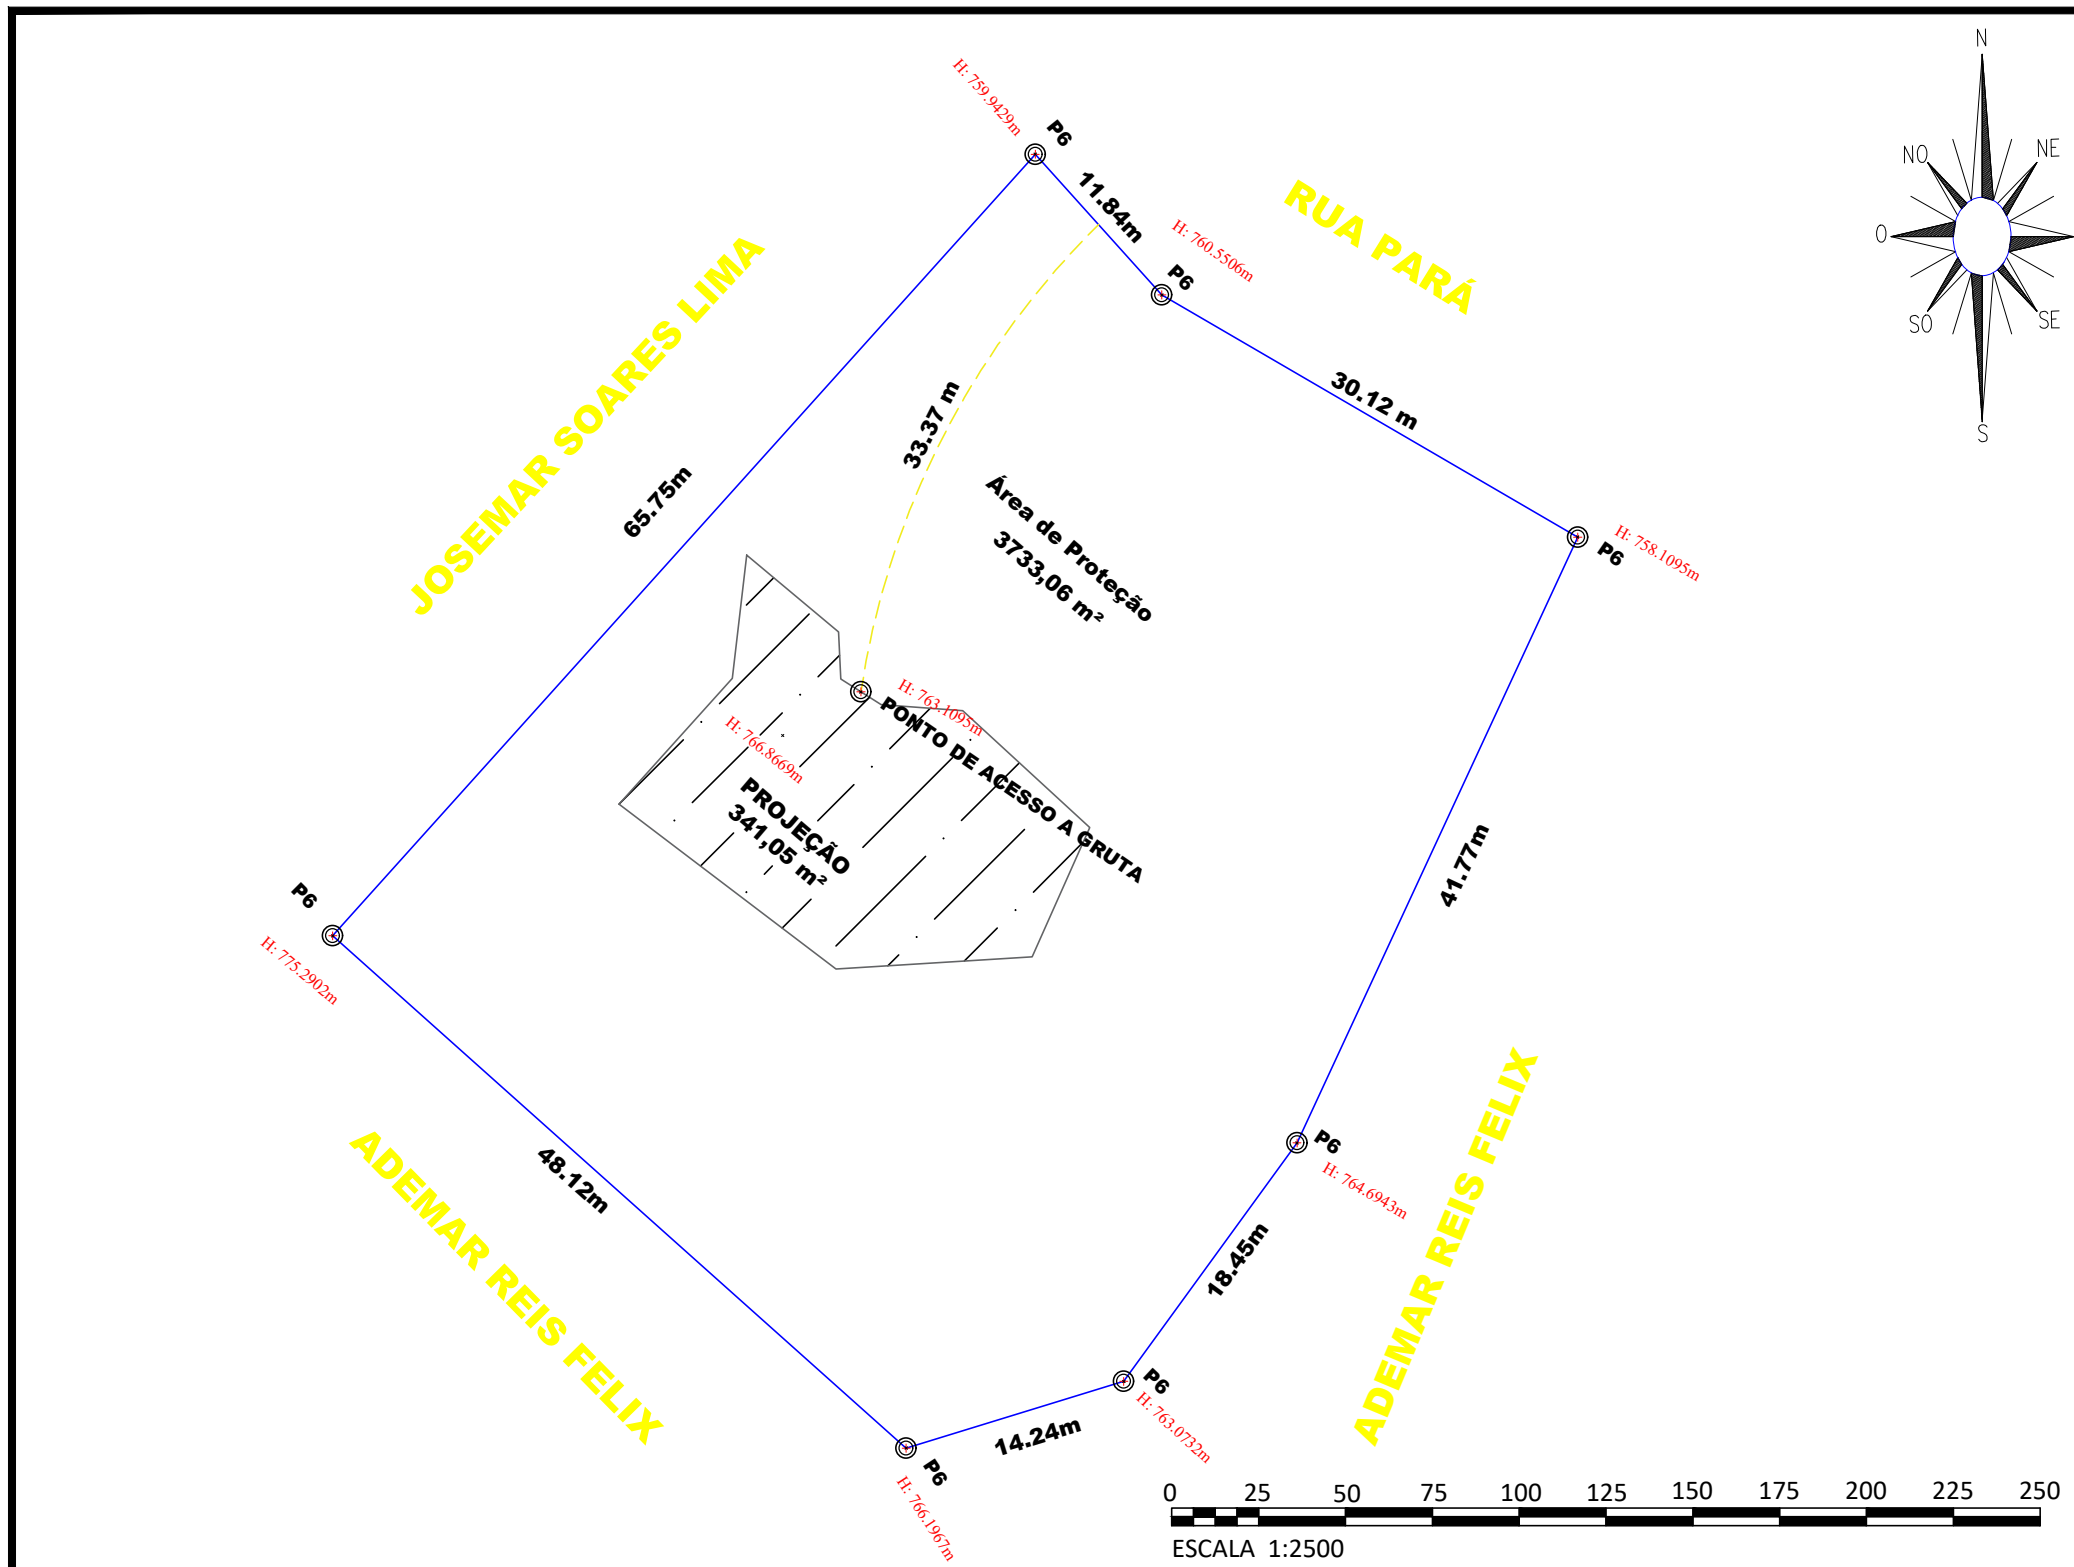 N
NO
NE
O
SO
SE
S
H: 759.9429m
P6
11.84m
H: 760.5506m
P6
RUA PARÁ
JOSEMAR SOARES LIMA
65.75m
33.37 m
30.12 m
Área de Proteção
3733,06 m²
H: 758.1095m
P6
H: 763.1095m
PONTO DE ACESSO A GRUTA
H: 766.8669m
PROJEÇÃO
341,05 m²
41.77m
P6
H: 775.2902m
ADEMAR REIS FELIX
48.12m
P6
H: 764.6943m
18.45m
ADEMAR REIS FELIX
P6
H: 763.0732m
14.24m
P6
H: 766.1967m
0 25 50 75 100 125 150 175 200 225 250
ESCALA 1:2500